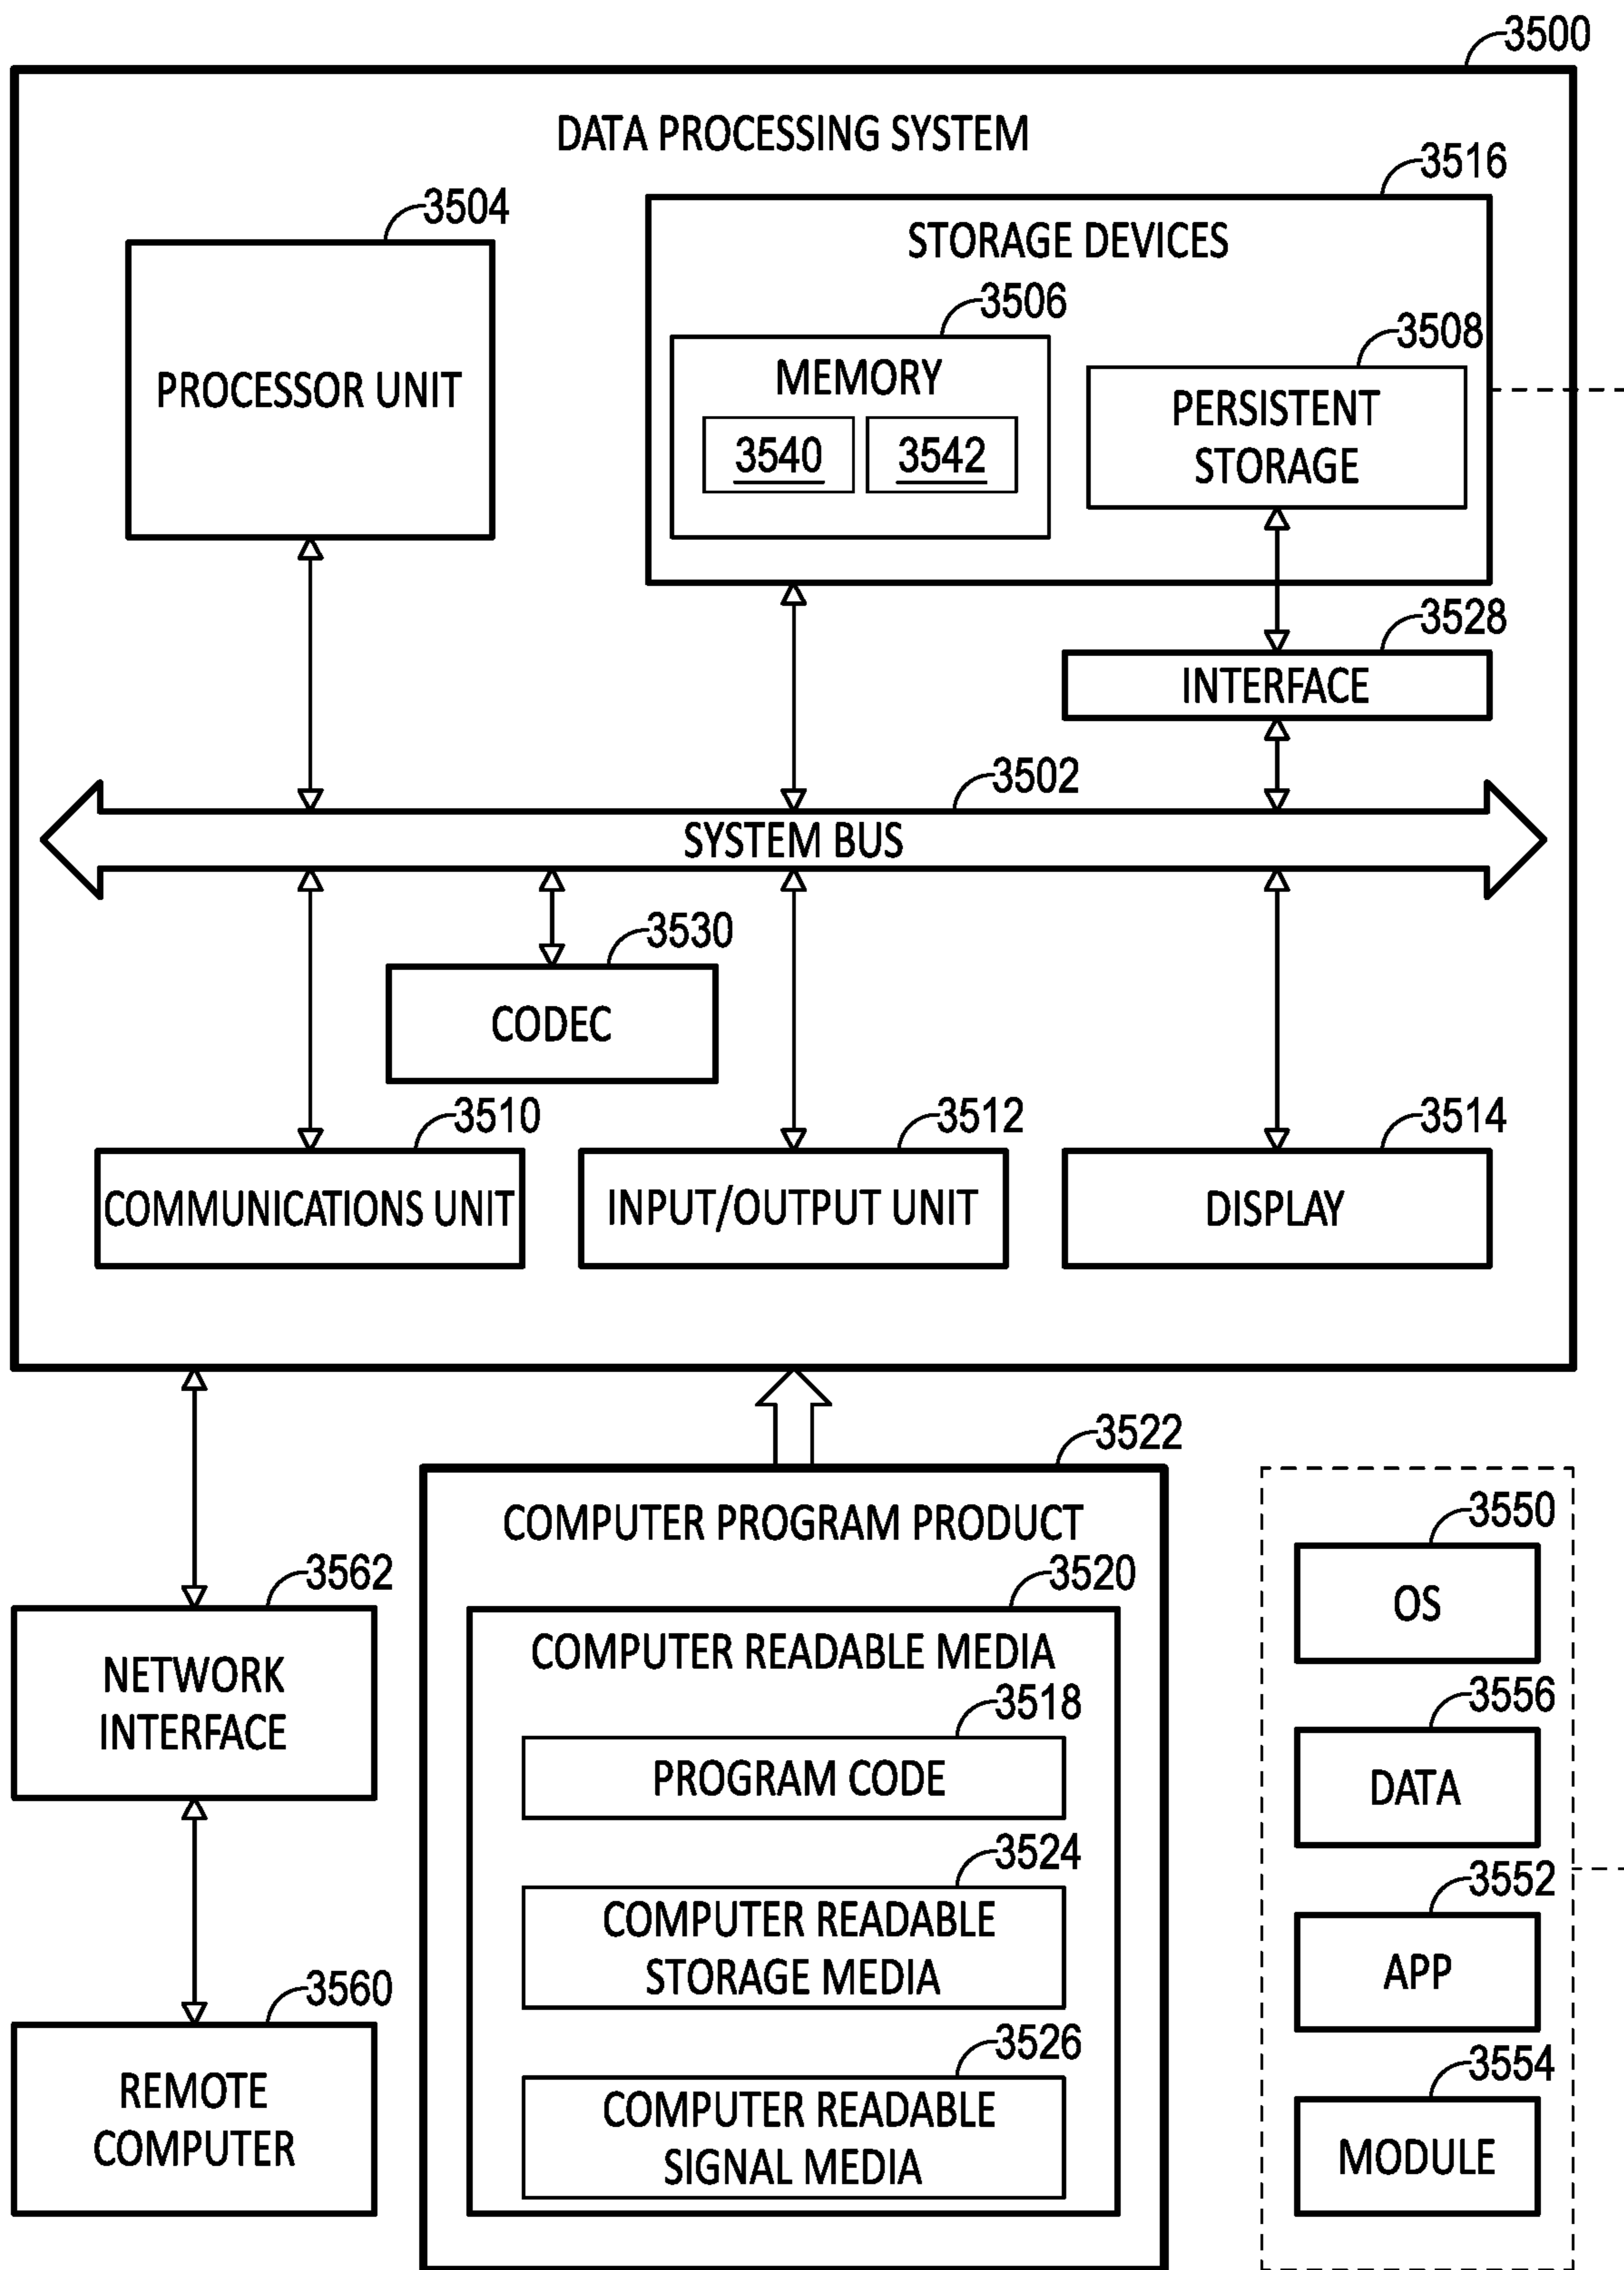 3500
DATA PROCESSING SYSTEM
3516
3504
STORAGE DEVICES
3506
3508
PROCESSOR UNIT
MEMORY
PERSISTENT
STORAGE
3540
3542
3528
INTERFACE
3502
SYSTEM BUS
3530
CODEC
3510
3512
3514
COMMUNICATIONS UNIT
INPUT/OUTPUT UNIT
DISPLAY
3522
COMPUTER PROGRAM PRODUCT
3550
OS
3562
3520
NETWORK
INTERFACE
COMPUTER READABLE MEDIA
3518
PROGRAM CODE
3556
DATA
3524
COMPUTER READABLE
STORAGE MEDIA
3552
APP
3560
REMOTE
COMPUTER
3526
COMPUTER READABLE
SIGNAL MEDIA
3554
MODULE